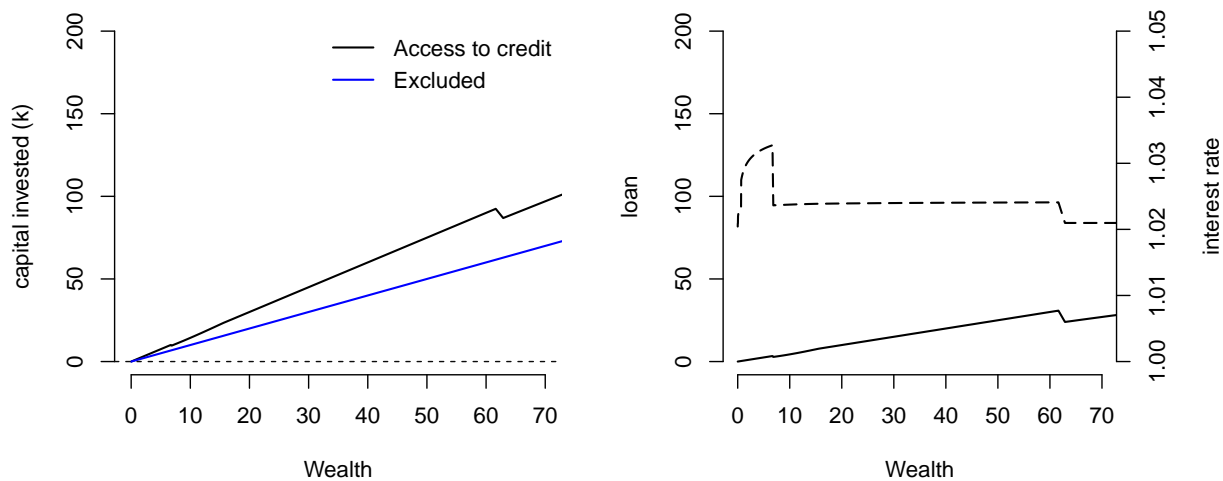 capital invested (k)
200
150
100
50
0
Access to credit
Excluded
0 10 20 30 40 50 60 70
Wealth
loan
200
150
100
50
0
interest rate
1.05
1.04
1.03
1.02
1.01
1.00
0 10 20 30 40 50 60 70
Wealth